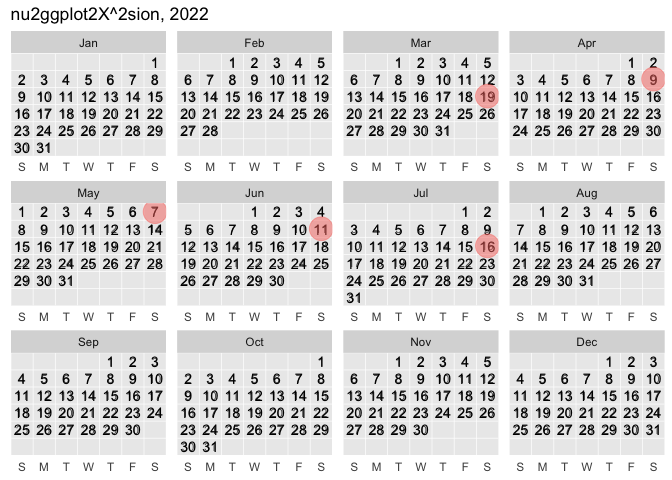 nu2ggplot2X^2sion, 2022
Jan Feb Mar Apr
1 1 2 3 4 5 1 2 3 4 5 1 2
2 3 4 5 6 7 8 6 7 8 9 10 11 12 6 7 8 9 10 11 12 3 4 5 6 7 8 9
9 10 11 12 13 14 15 13 14 15 16 17 18 19 13 14 15 16 17 18 19 10 11 12 13 14 15 16
16 17 18 19 20 21 22 20 21 22 23 24 25 26 20 21 22 23 24 25 26 17 18 19 20 21 22 23
23 24 25 26 27 28 29 27 28 27 28 29 30 31 24 25 26 27 28 29 30
30 31
S M T W T F S S M T W T F S S M T W T F S S M T W T F S
May Jun Jul Aug
1 2 3 4 5 6 7 1 2 3 4 1 2 1 2 3 4 5 6
8 9 10 11 12 13 14 5 6 7 8 9 10 11 3 4 5 6 7 8 9 7 8 9 10 11 12 13
15 16 17 18 19 20 21 12 13 14 15 16 17 18 10 11 12 13 14 15 16 14 15 16 17 18 19 20
22 23 24 25 26 27 28 19 20 21 22 23 24 25 17 18 19 20 21 22 23 21 22 23 24 25 26 27
29 30 31 26 27 28 29 30 24 25 26 27 28 29 30 28 29 30 31
31
S M T W T F S S M T W T F S S M T W T F S S M T W T F S
Sep Oct Nov Dec
1 2 3 1 1 2 3 4 5 1 2 3
4 5 6 7 8 9 10 2 3 4 5 6 7 8 6 7 8 9 10 11 12 4 5 6 7 8 9 10
11 12 13 14 15 16 17 9 10 11 12 13 14 15 13 14 15 16 17 18 19 11 12 13 14 15 16 17
18 19 20 21 22 23 24 16 17 18 19 20 21 22 20 21 22 23 24 25 26 18 19 20 21 22 23 24
25 26 27 28 29 30 23 24 25 26 27 28 29 27 28 29 30 25 26 27 28 29 30 31
30 31
S M T W T F S S M T W T F S S M T W T F S S M T W T F S